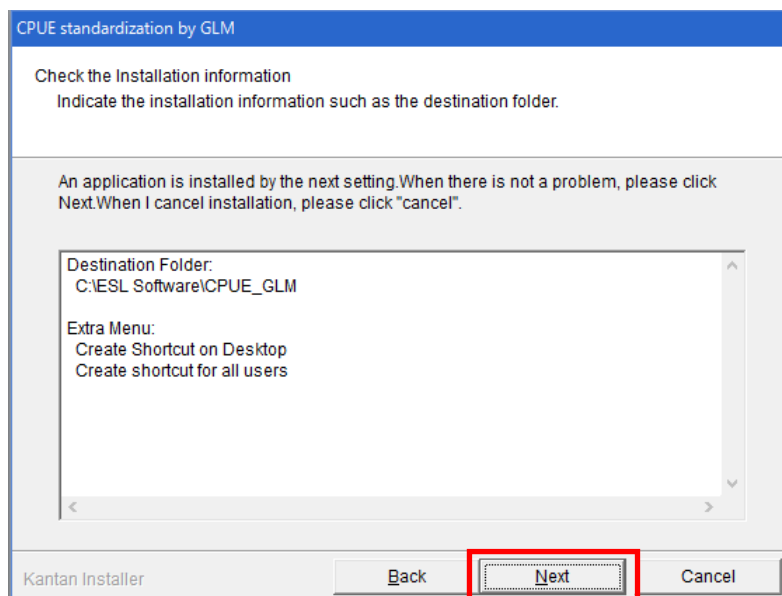 CPUE standardization by GLM
Check the Installation information
Indicate the installation information such as the destination folder.
An application is installed by the next setting.When there is not a problem, please click
Next.When I cancel installation, please click "cancel".
Destination Folder:
C:\ESL Software\CPUE_GLM
Extra Menu:
Create Shortcut on Desktop
Create shortcut for all users
Kantan Installer
Back
Next
Cancel